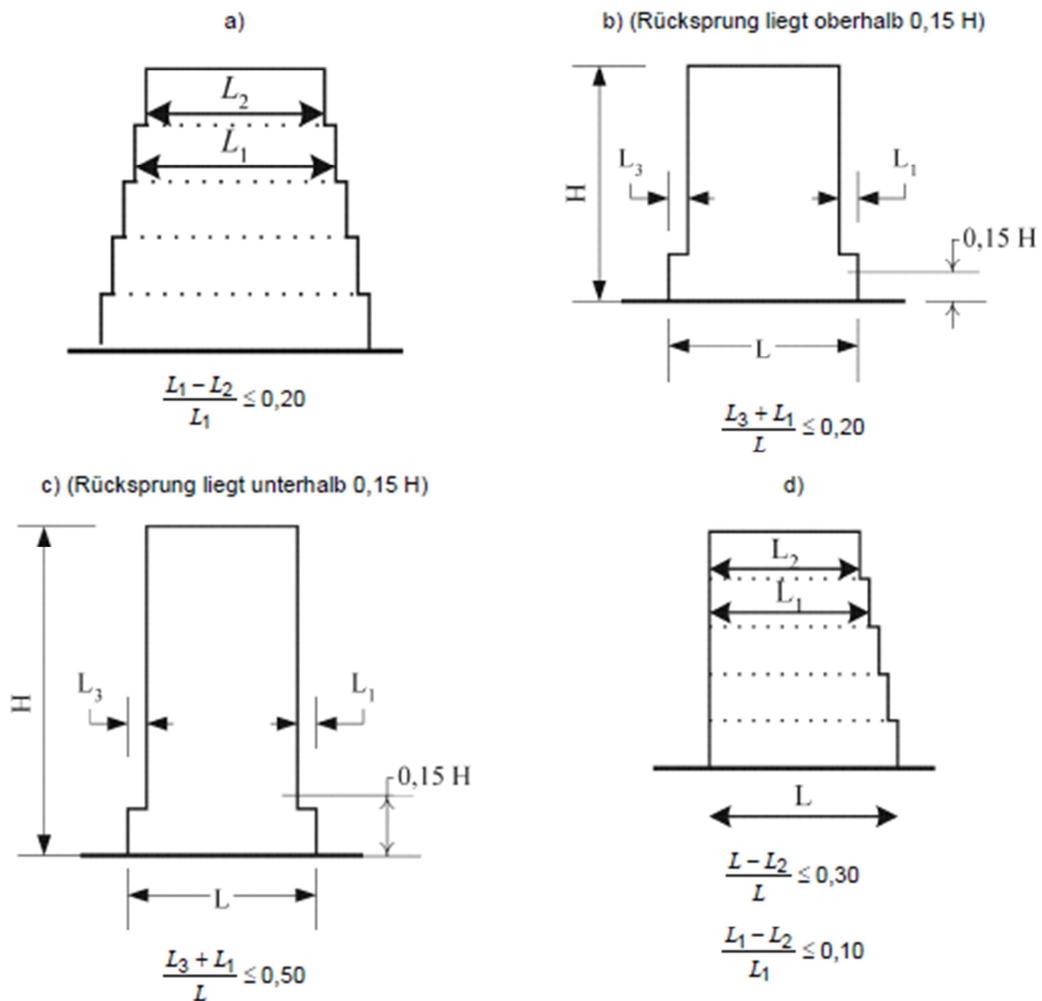 a)
L₂
L₁
L₁ – L₂
L₁
≤ 0,20
b) (Rücksprung liegt oberhalb 0,15 H)
H
L₃
L₁
0,15 H
L
L₃ + L₁
L
≤ 0,20
c) (Rücksprung liegt unterhalb 0,15 H)
H
L₃
L₁
0,15 H
L
L₃ + L₁
L
≤ 0,50
d)
L₂
L₁
L
L – L₂
L
≤ 0,30
L₁ – L₂
L₁
≤ 0,10